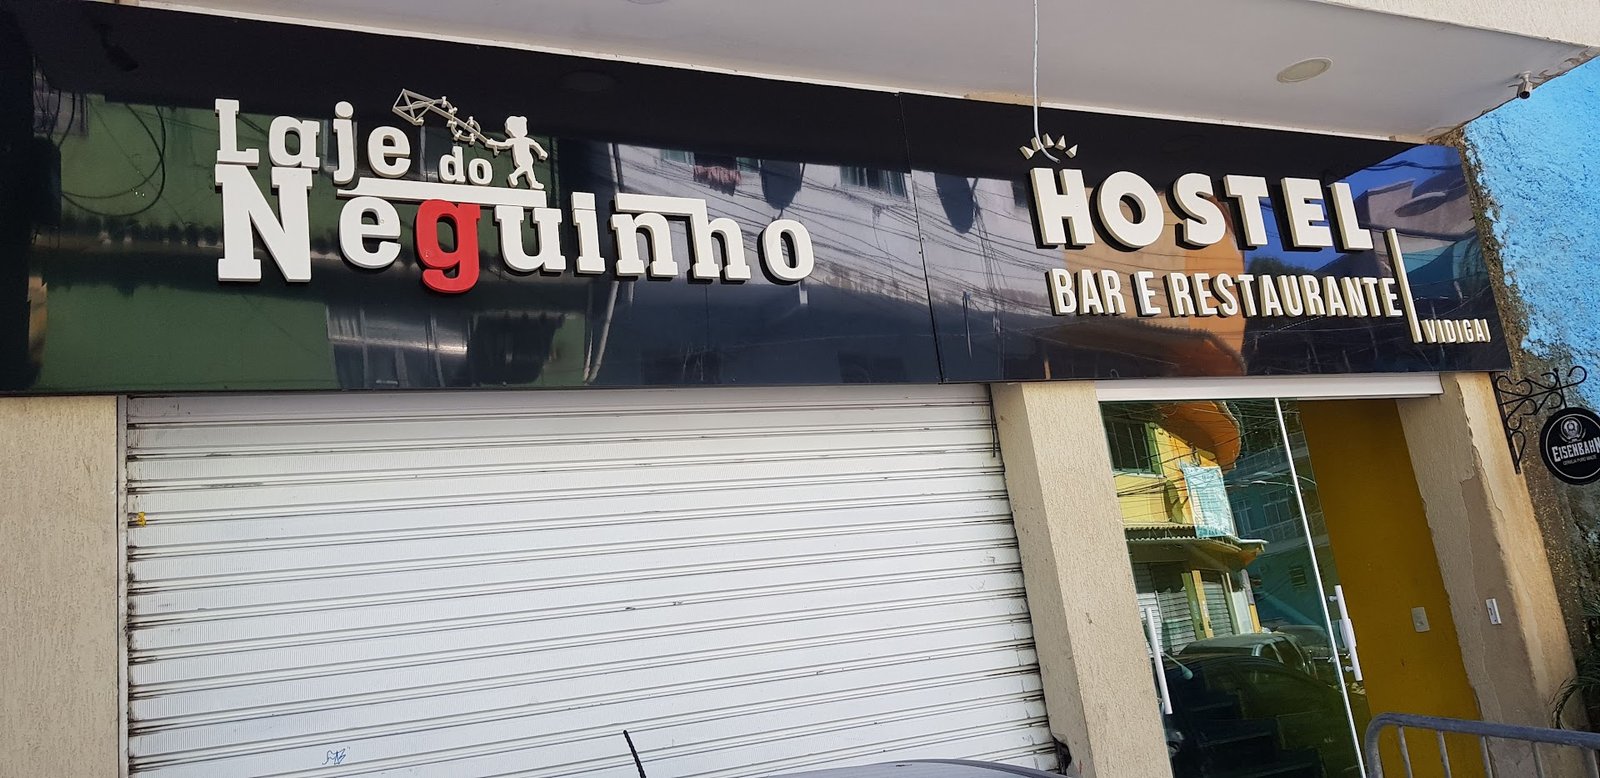 Laje do
Neguinho
HOSTEL
BAR E RESTAURANTE
VIDIGAL
EISENBAHN